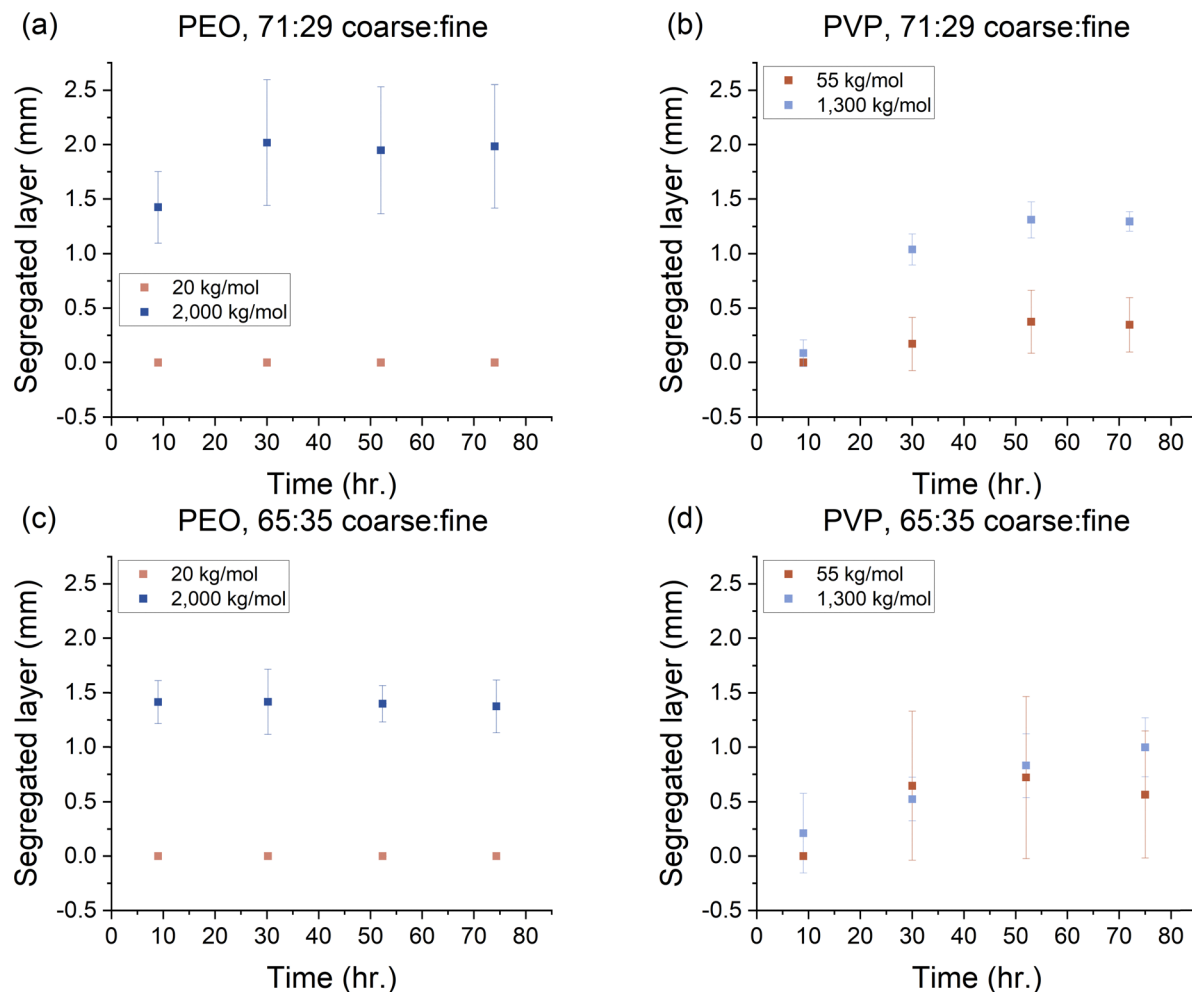 (a) PEO, 71:29 coarse:fine
Segregated layer (mm)
2.5
2.0
1.5
1.0
0.5
0.0
-0.5
20 kg/mol
2,000 kg/mol
0 10 20 30 40 50 60 70 80
Time (hr.)
(b) PVP, 71:29 coarse:fine
Segregated layer (mm)
2.5
2.0
1.5
1.0
0.5
0.0
-0.5
55 kg/mol
1,300 kg/mol
0 10 20 30 40 50 60 70 80
Time (hr.)
(c) PEO, 65:35 coarse:fine
Segregated layer (mm)
2.5
2.0
1.5
1.0
0.5
0.0
-0.5
20 kg/mol
2,000 kg/mol
0 10 20 30 40 50 60 70 80
Time (hr.)
(d) PVP, 65:35 coarse:fine
Segregated layer (mm)
2.5
2.0
1.5
1.0
0.5
0.0
-0.5
55 kg/mol
1,300 kg/mol
0 10 20 30 40 50 60 70 80
Time (hr.)